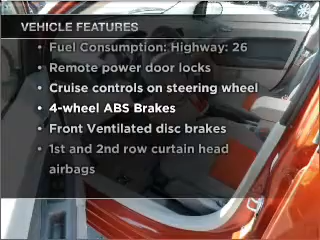 VEHICLE FEATURES
• Fuel Consumption: Highway: 26
• Remote power door locks
• Cruise controls on steering wheel
• 4-wheel ABS Brakes
• Front Ventilated disc brakes
• 1st and 2nd row curtain head
airbags